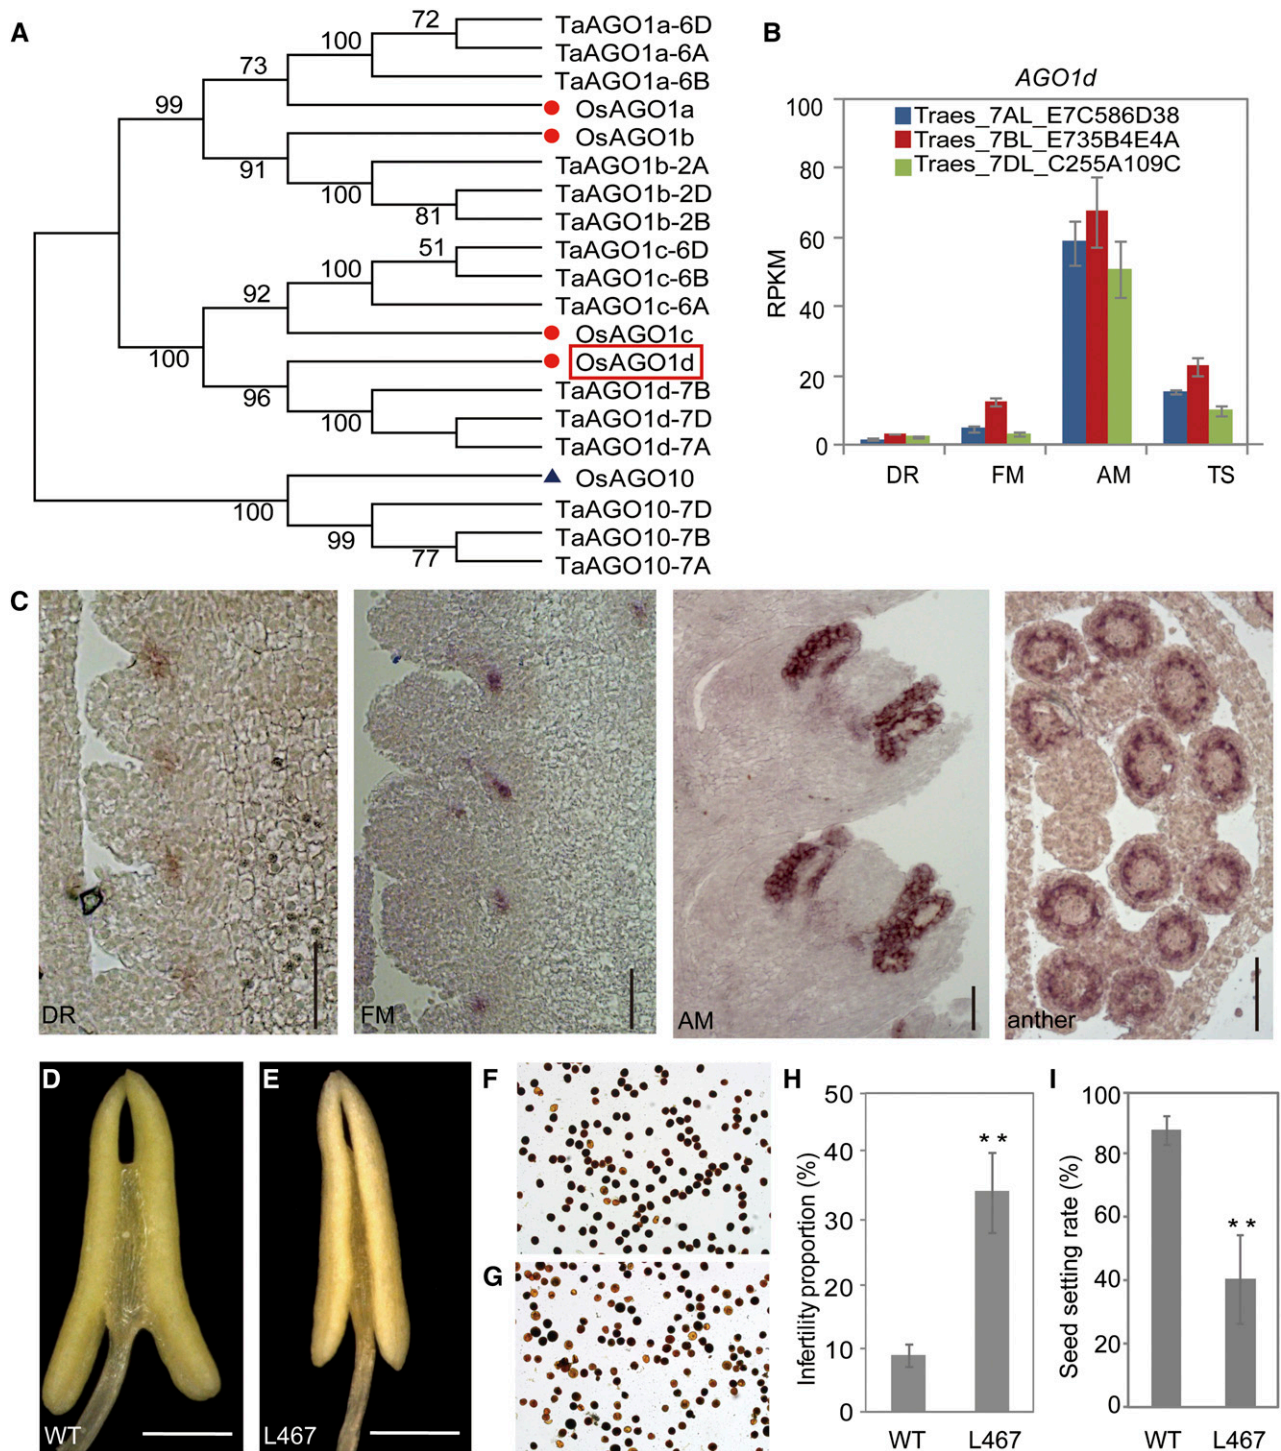 A
72
TaAGO1a-6D
100
TaAGO1a-6A
73
TaAGO1a-6B
99
OsAGO1a
OsAGO1b
91
TaAGO1b-2A
100
TaAGO1b-2D
81
TaAGO1b-2B
51
TaAGO1c-6D
100
TaAGO1c-6B
92
TaAGO1c-6A
OsAGO1c
100
OsAGO1d
96
TaAGO1d-7B
100
TaAGO1d-7D
TaAGO1d-7A
OsAGO10
100
TaAGO10-7D
99
TaAGO10-7B
77
TaAGO10-7A
B
AGO1d
Traes_7AL_E7C586D38
Traes_7BL_E735B4E4A
Traes_7DL_C255A109C
RPKM
100
80
60
40
20
0
DR FM AM TS
C
DR
FM
AM
anther
D
WT
E
L467
F
G
H
Infertility proportion (%)
50
40
30
20
10
0
**
WT L467
I
Seed setting rate (%)
100
80
60
40
20
0
**
WT L467